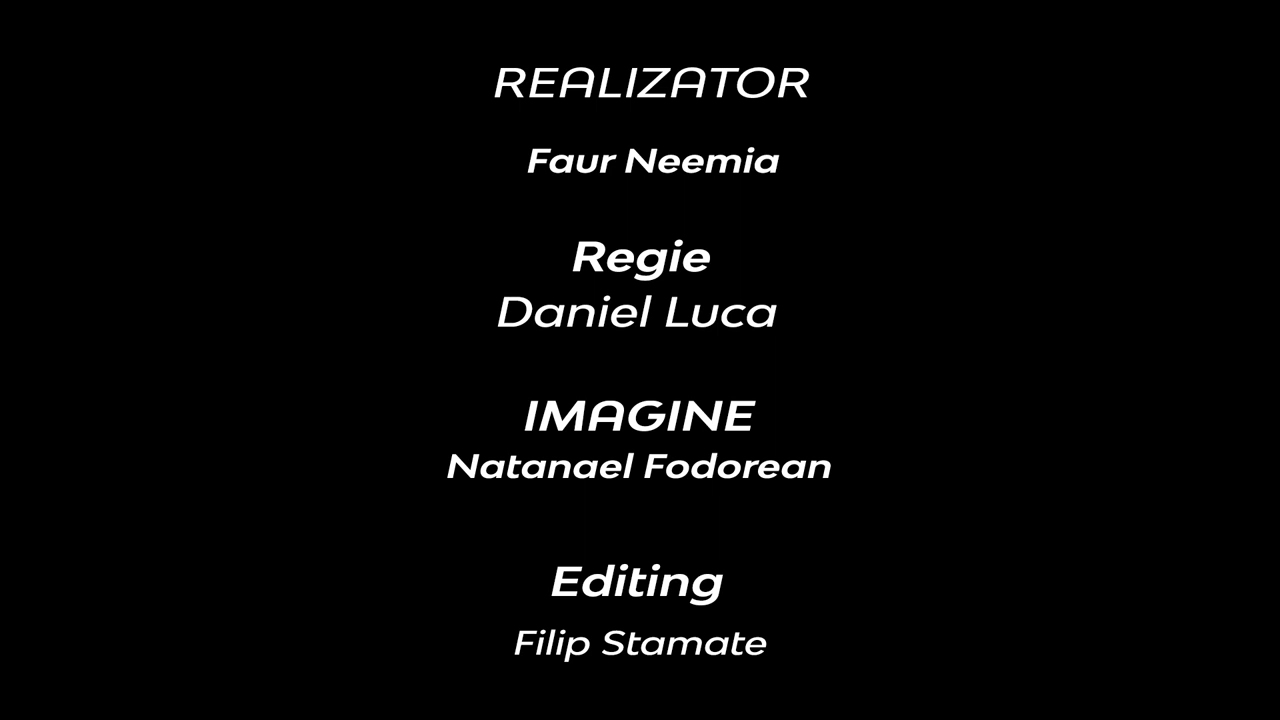 REALIZATOR
Faur Neemia
Regie
Daniel Luca
IMAGINE
Natanael Fodorean
Editing
Filip Stamate